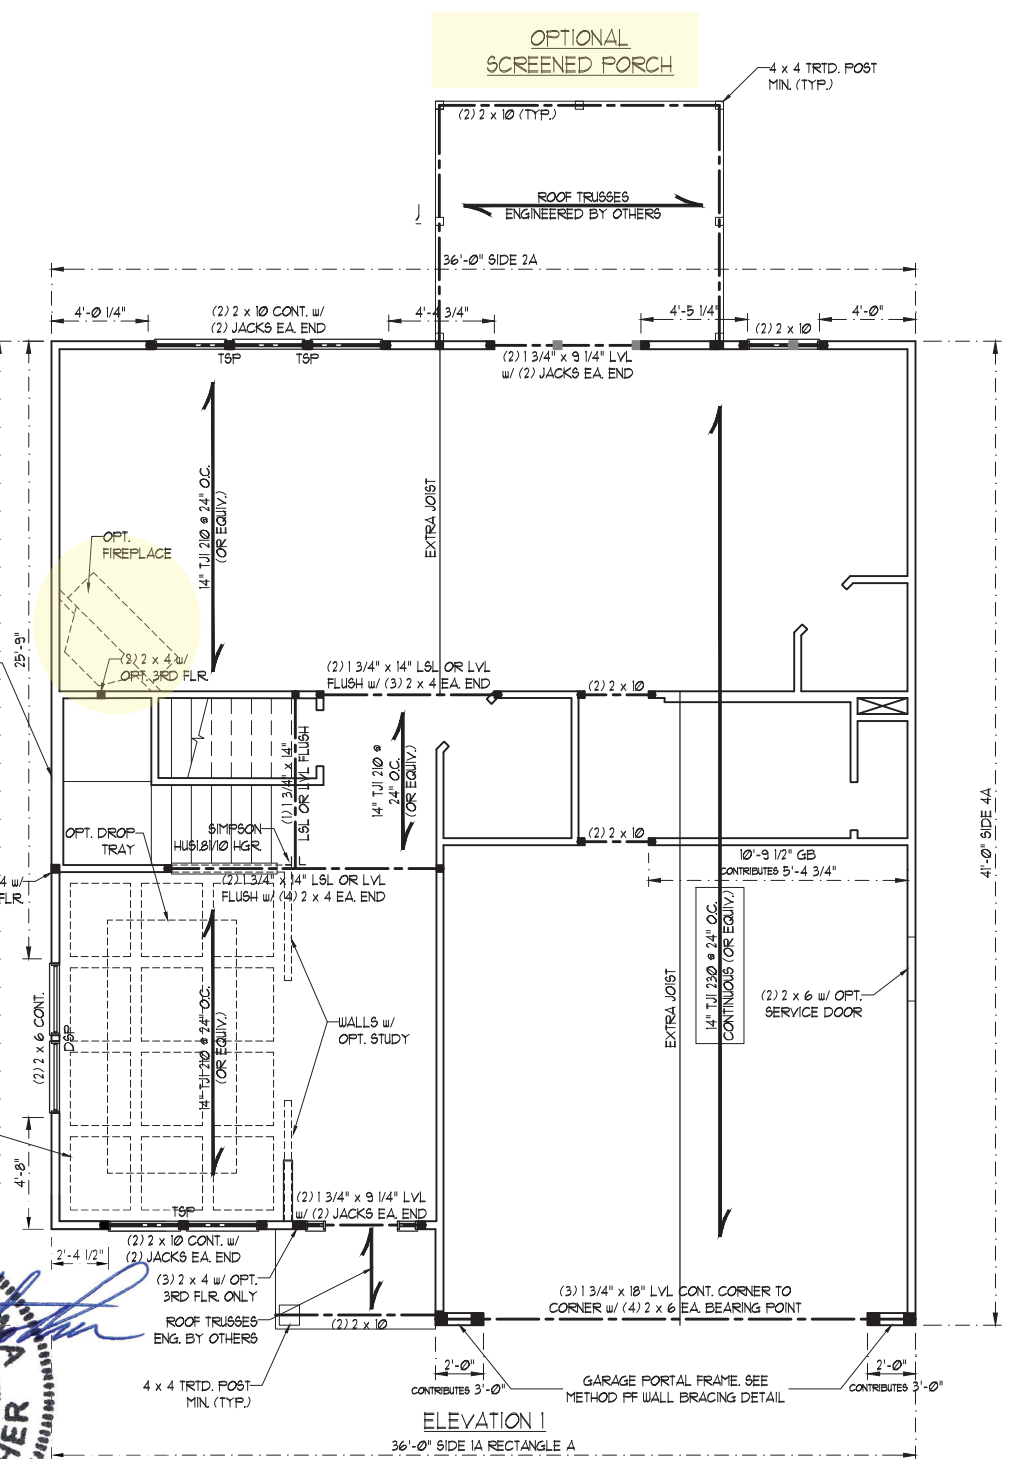 OPTIONAL
SCREENED PORCH
4 x 4 TRTD. POST
MIN. (TYP.)
(2) 2 x 10 (TYP.)
ROOF TRUSSES
ENGINEERED BY OTHERS
36'-0" SIDE 2A
4'-0 1/4"
(2) 2 x 10 CONT. w/
(2) JACKS EA. END
4'-4 3/4"
4'-5 1/4"
(2) 2 x 10
4'-0"
TSP
TSP
(2) 1 3/4" x 9 1/4" LVL
w/ (2) JACKS EA. END
14" TJI 210 @ 24" O.C.
(OR EQUIV.)
EXTRA JOIST
OPT.
FIREPLACE
25'-9"
(2) 2 x 4 w/
OPT. 3RD FLR.
(2) 1 3/4" x 14" LSL OR LVL
FLUSH w/ (3) 2 x 4 EA. END
(2) 2 x 10
(1) 1 3/4" x 14"
LSL OR LVL FLUSH
14" TJI 210 @
24" O.C.
(OR EQUIV.)
41'-0" SIDE 4A
OPT. DROP
TRAY
SIMPSON
HUS1.81/10 HGR.
(2) 2 x 10
10'-9 1/2" GB
CONTRIBUTES 5'-4 3/4"
4 w/
FLR.
(2) 1 3/4" x 14" LSL OR LVL
FLUSH w/ (4) 2 x 4 EA. END
14" TJI 230 @ 24" O.C.
CONTINUOUS (OR EQUIV.)
EXTRA JOIST
(2) 2 x 6 w/ OPT.
SERVICE DOOR
(2) 2 x 6 CONT.
DSP
14" TJI 210 @ 24" O.C.
(OR EQUIV.)
WALLS w/
OPT. STUDY
4'-8"
TSP
(2) 1 3/4" x 9 1/4" LVL
w/ (2) JACKS EA. END
(2) 2 x 10 CONT. w/
(2) JACKS EA. END
2'-4 1/2"
(3) 2 x 4 w/ OPT.
3RD FLR. ONLY
(3) 1 3/4" x 18" LVL CONT. CORNER TO
CORNER w/ (4) 2 x 6 EA. BEARING POINT
ROOF TRUSSES
ENG. BY OTHERS
(2) 2 x 10
4 x 4 TRTD. POST
MIN. (TYP.)
2'-0"
CONTRIBUTES 3'-0"
GARAGE PORTAL FRAME. SEE
METHOD PF WALL BRACING DETAIL
2'-0"
CONTRIBUTES 3'-0"
ELEVATION 1
36'-0" SIDE 1A RECTANGLE A